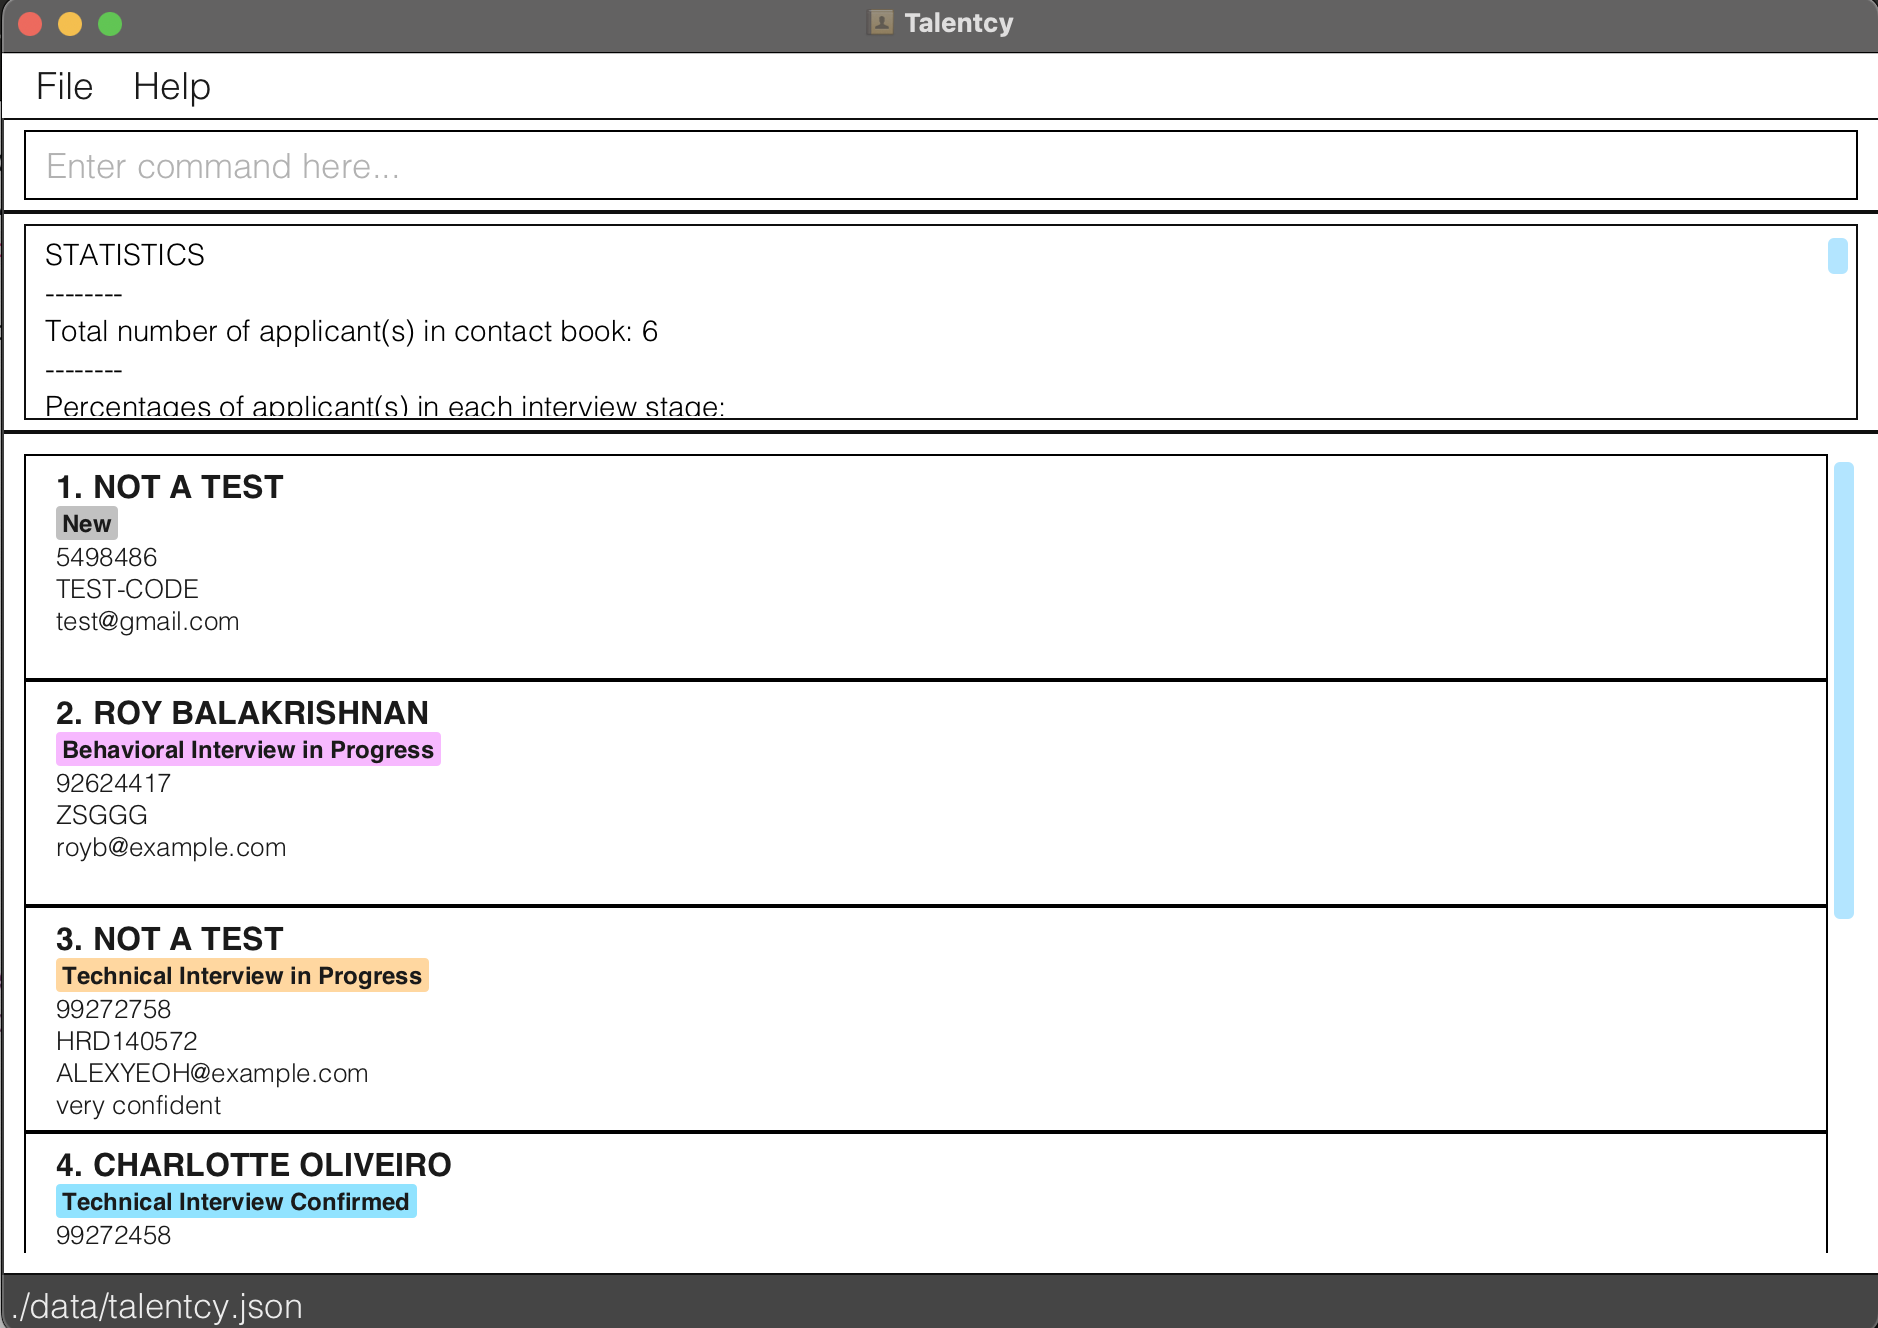 Talentcy
File Help
Enter command here...
STATISTICS
--------
Total number of applicant(s) in contact book: 6
--------
Percentages of applicant(s) in each interview stage:
1. NOT A TEST
New
5498486
TEST-CODE
test@gmail.com
2. ROY BALAKRISHNAN
Behavioral Interview in Progress
92624417
ZSGGG
royb@example.com
3. NOT A TEST
Technical Interview in Progress
99272758
HRD140572
ALEXYEOH@example.com
very confident
4. CHARLOTTE OLIVEIRO
Technical Interview Confirmed
99272458
./data/talentcy.json